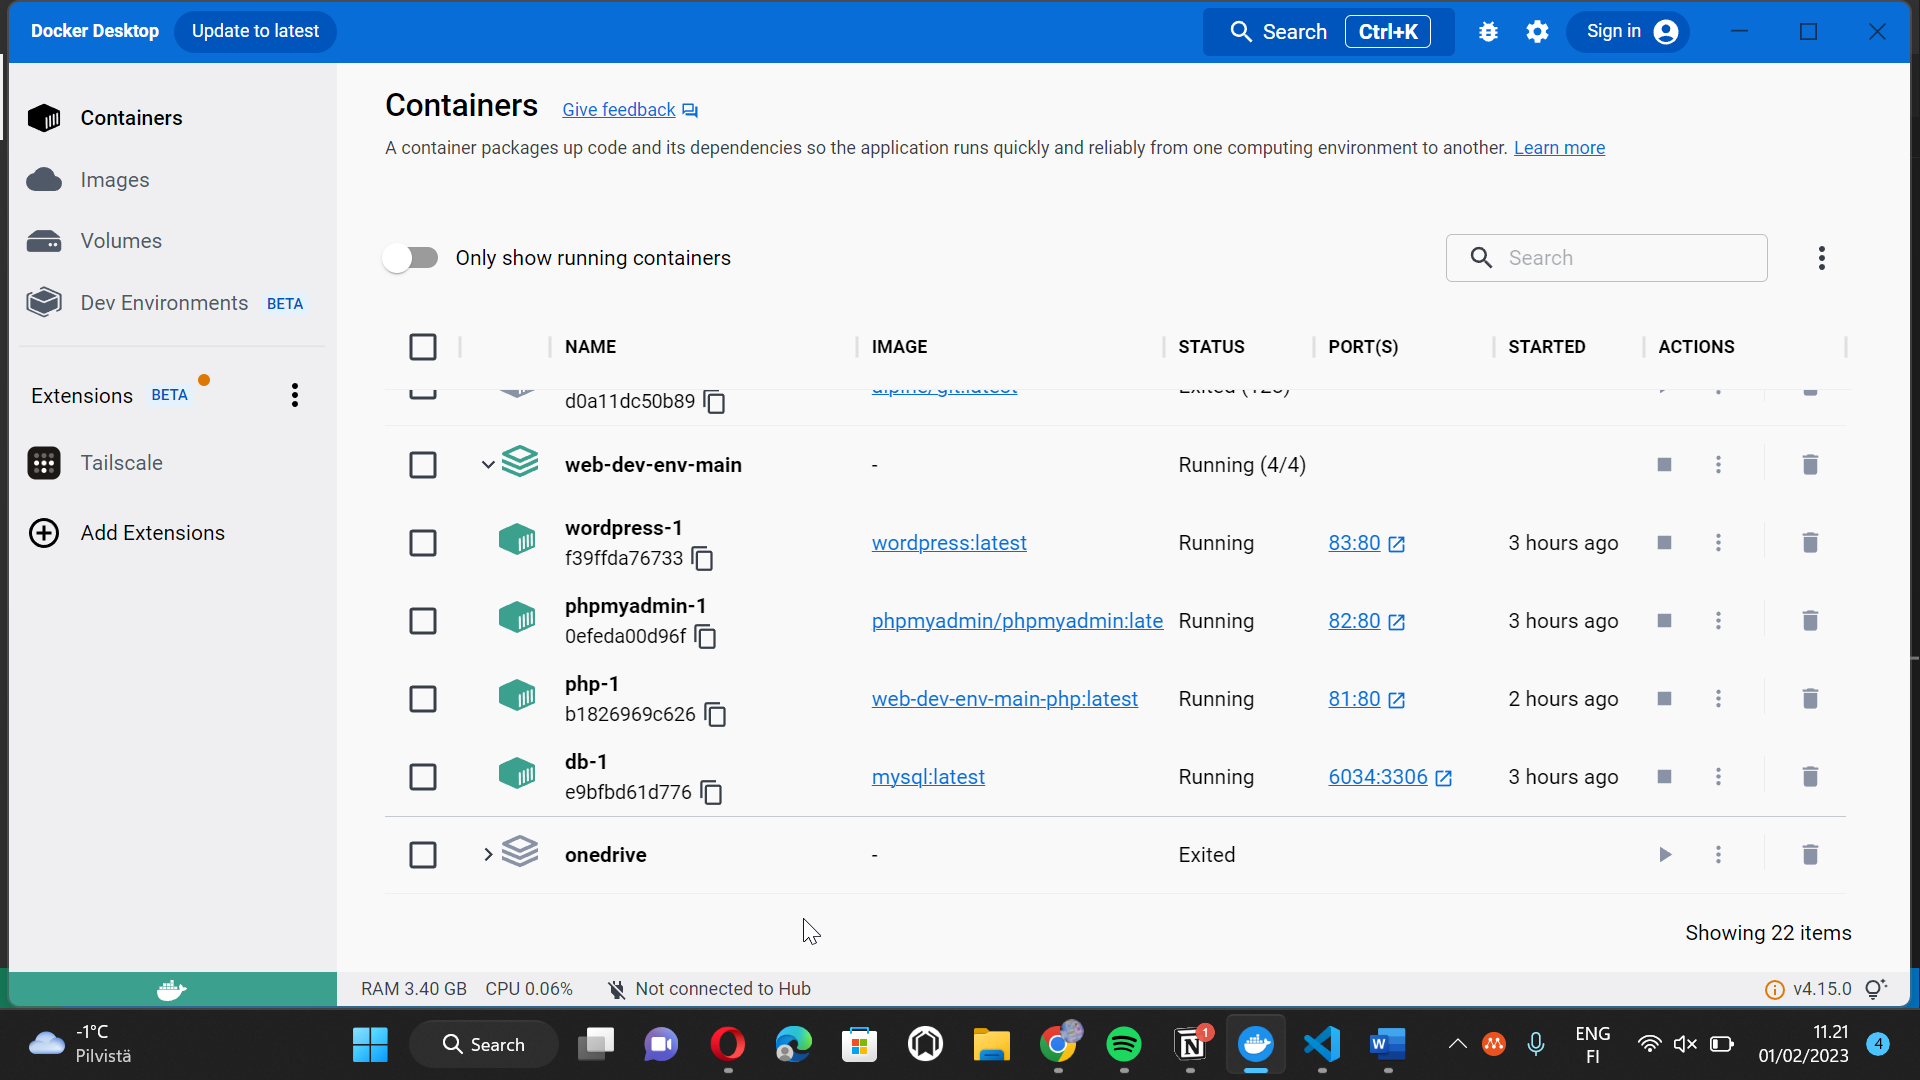 Docker Desktop
Update to latest
Search
Ctrl+K
Sign in
Containers
Images
Volumes
Dev Environments BETA
Extensions BETA
Tailscale
Add Extensions
Containers
Give feedback
A container packages up code and its dependencies so the application runs quickly and reliably from one computing environment to another. Learn more
Only show running containers
Search
NAME IMAGE STATUS PORT(S) STARTED ACTIONS
alpine/git:latest
d0a11dc50b89
web-dev-env-main - Running (4/4)
wordpress-1
f39ffda76733
wordpress:latest Running 83:80 3 hours ago
phpmyadmin-1
0efeda00d96f
phpmyadmin/phpmyadmin:late Running 82:80 3 hours ago
php-1
b1826969c626
web-dev-env-main-php:latest Running 81:80 2 hours ago
db-1
e9bfbd61d776
mysql:latest Running 6034:3306 3 hours ago
onedrive - Exited
Showing 22 items
RAM 3.40 GB CPU 0.06% Not connected to Hub
v4.15.0
-1°C
Pilvistä
Search
1
ENG
FI
11.21
01/02/2023
4